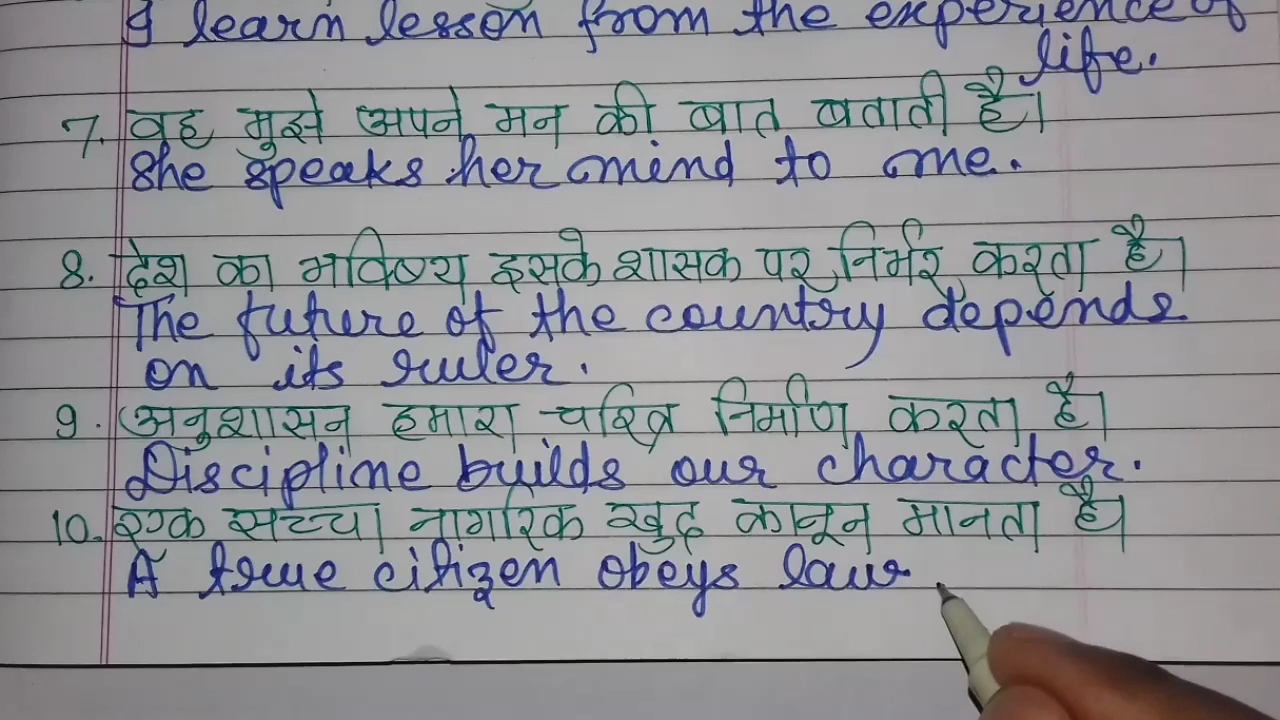 I learn lesson from the experience of
life.
7. वह मुझे अपने मन की बात बताती है।
She speaks her mind to me.
8. देश का भविष्य इसके शासक पर निर्भर करता है।
The future of the country depends
on its ruler.
9. अनुशासन हमारा चरित्र निर्माण करता है।
Discipline builds our character.
10. एक सच्चा नागरिक खुद कानून मानता है।
A true citizen obeys law